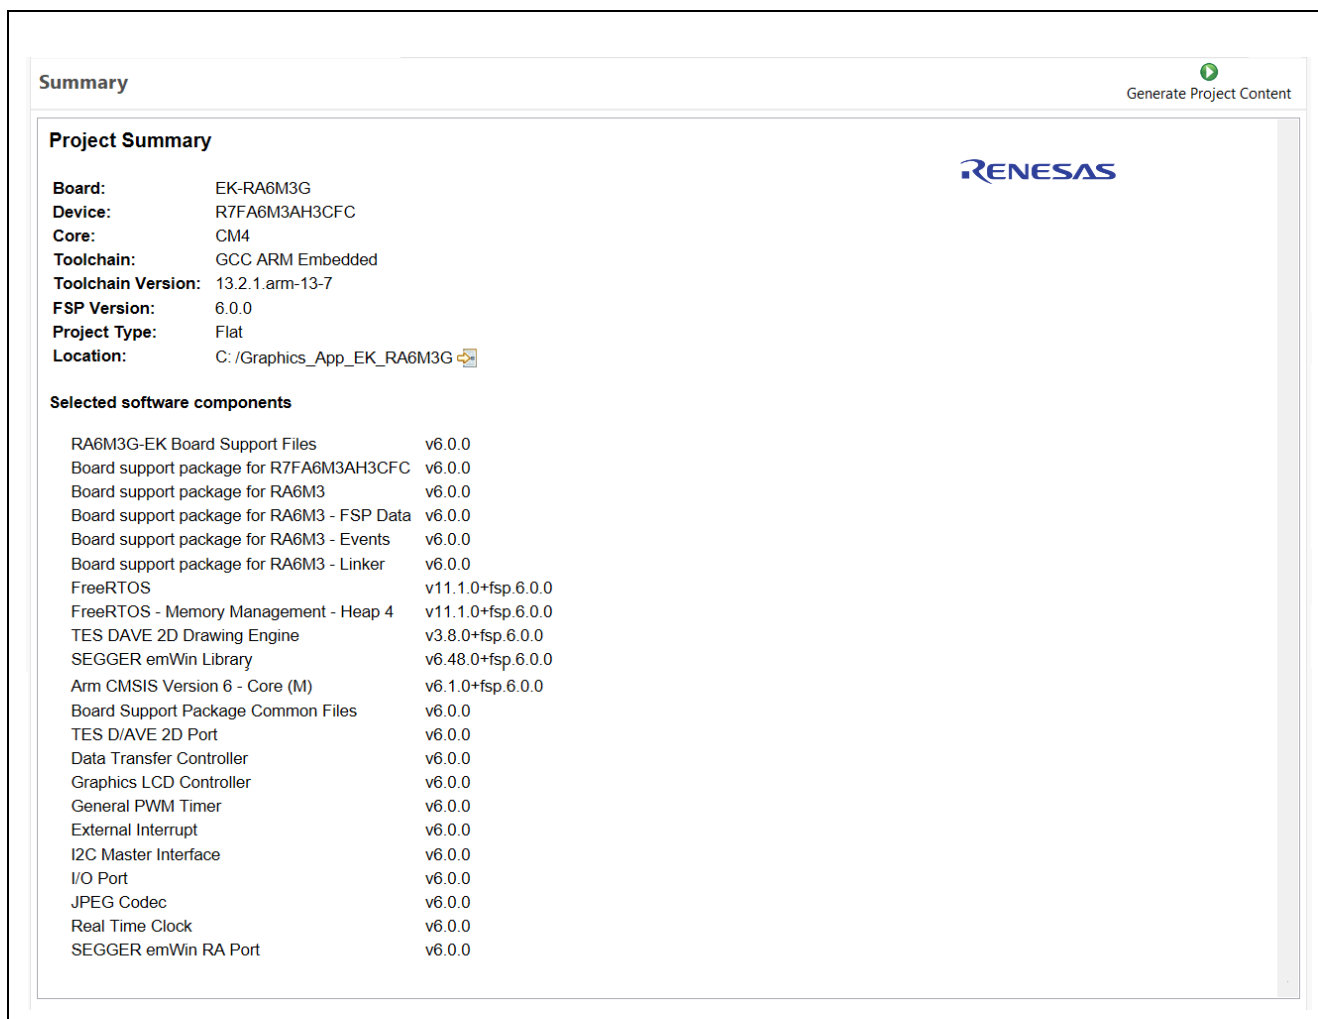 Summary
Generate Project Content
Project Summary
RENESAS
Board: EK-RA6M3G
Device: R7FA6M3AH3CFC
Core: CM4
Toolchain: GCC ARM Embedded
Toolchain Version: 13.2.1.arm-13-7
FSP Version: 6.0.0
Project Type: Flat
Location: C: /Graphics_App_EK_RA6M3G
Selected software components
RA6M3G-EK Board Support Files v6.0.0
Board support package for R7FA6M3AH3CFC v6.0.0
Board support package for RA6M3 v6.0.0
Board support package for RA6M3 - FSP Data v6.0.0
Board support package for RA6M3 - Events v6.0.0
Board support package for RA6M3 - Linker v6.0.0
FreeRTOS v11.1.0+fsp.6.0.0
FreeRTOS - Memory Management - Heap 4 v11.1.0+fsp.6.0.0
TES DAVE 2D Drawing Engine v3.8.0+fsp.6.0.0
SEGGER emWin Library v6.48.0+fsp.6.0.0
Arm CMSIS Version 6 - Core (M) v6.1.0+fsp.6.0.0
Board Support Package Common Files v6.0.0
TES D/AVE 2D Port v6.0.0
Data Transfer Controller v6.0.0
Graphics LCD Controller v6.0.0
General PWM Timer v6.0.0
External Interrupt v6.0.0
I2C Master Interface v6.0.0
I/O Port v6.0.0
JPEG Codec v6.0.0
Real Time Clock v6.0.0
SEGGER emWin RA Port v6.0.0